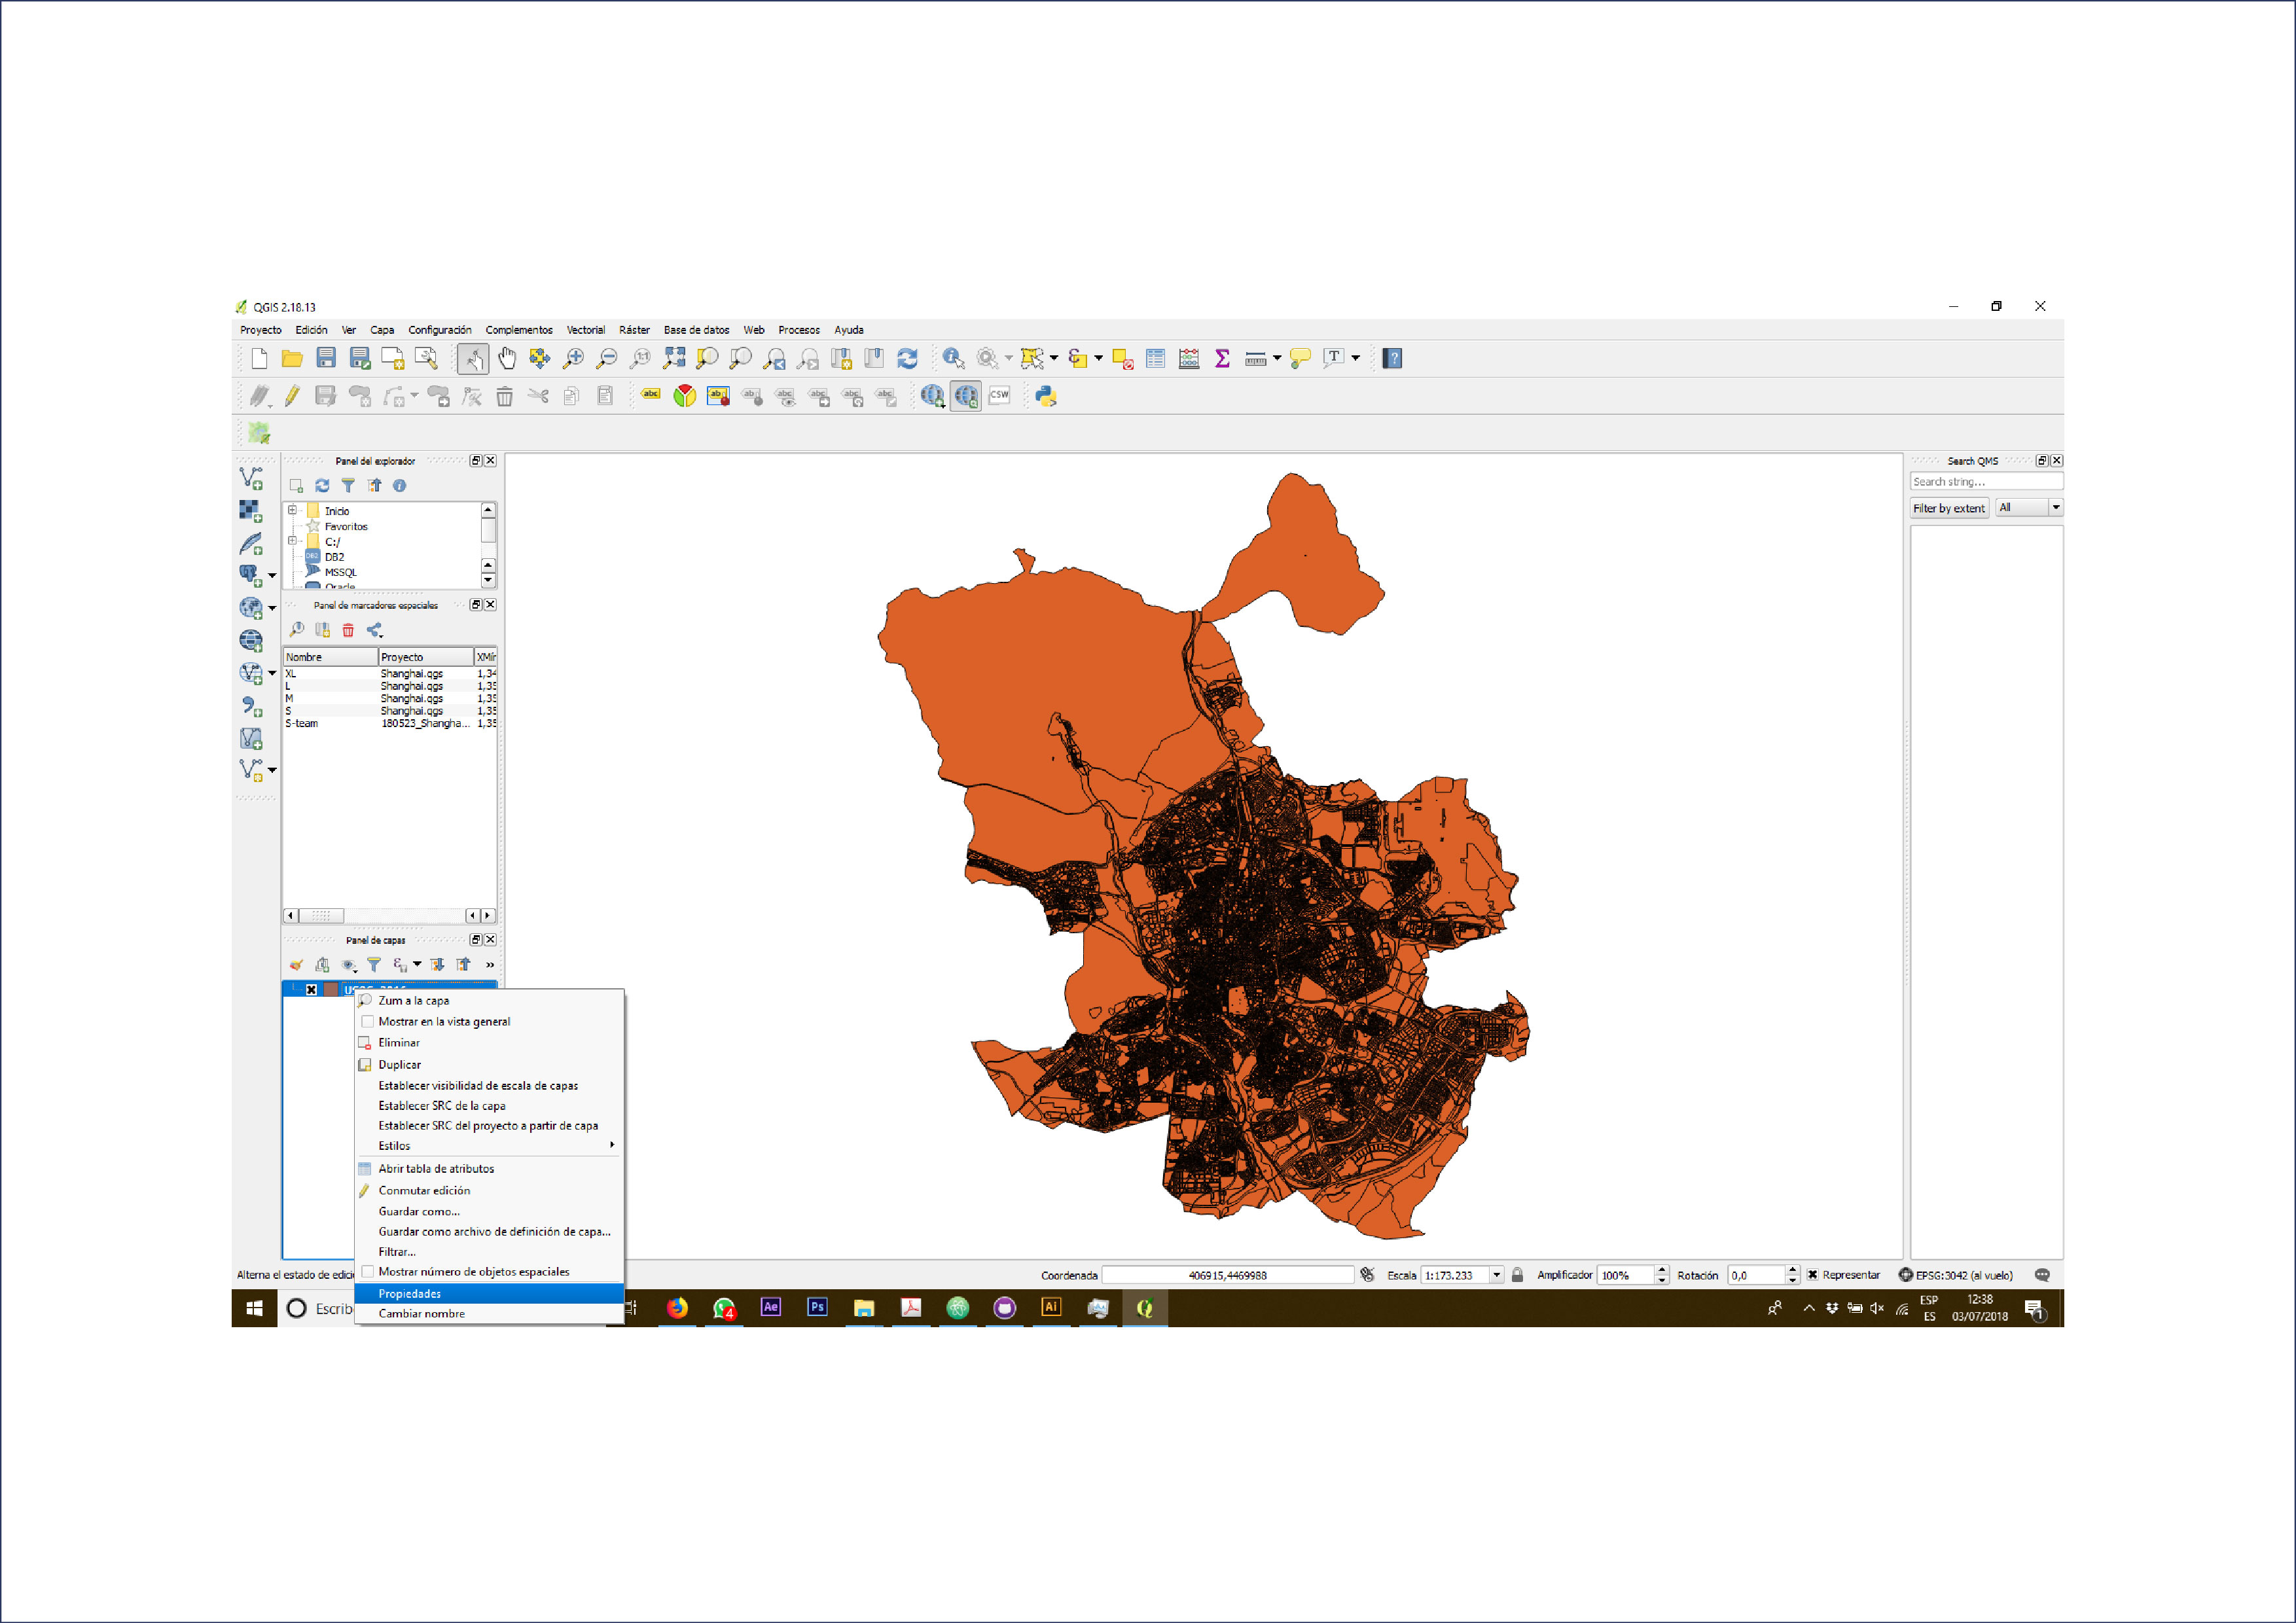 QGIS 2.18.13
Proyecto Edición Ver Capa Configuración Complementos Vectorial Ráster Base de datos Web Procesos Ayuda
abc
CSW
Panel del explorador
Inicio
Favoritos
C:/
DB2
MSSQL
Oracle
Panel de marcadores espaciales
Nombre Proyecto
XL Shanghai.qgs 1,34
L Shanghai.qgs 1,35
M Shanghai.qgs 1,35
S Shanghai.qgs 1,35
S-team 180523_Shangha... 1,35
Panel de capas
Zum a la capa
Mostrar en la vista general
Eliminar
Duplicar
Establecer visibilidad de escala de capas
Establecer SRC de la capa
Establecer SRC del proyecto a partir de capa
Estilos
Abrir tabla de atributos
Conmutar edición
Guardar como...
Guardar como archivo de definición de capa...
Filtrar...
Mostrar número de objetos espaciales
Propiedades
Cambiar nombre
Search QMS
Search string...
Filter by extent All
Alterna el estado de edici
Coordenada 406915,4469988 Escala 1:173.233 Amplificador 100% Rotación 0,0 Representar EPSG:3042 (al vuelo)
Escrib
4
Ae
Ps
Ai
ESP
ES
12:38
03/07/2018
1